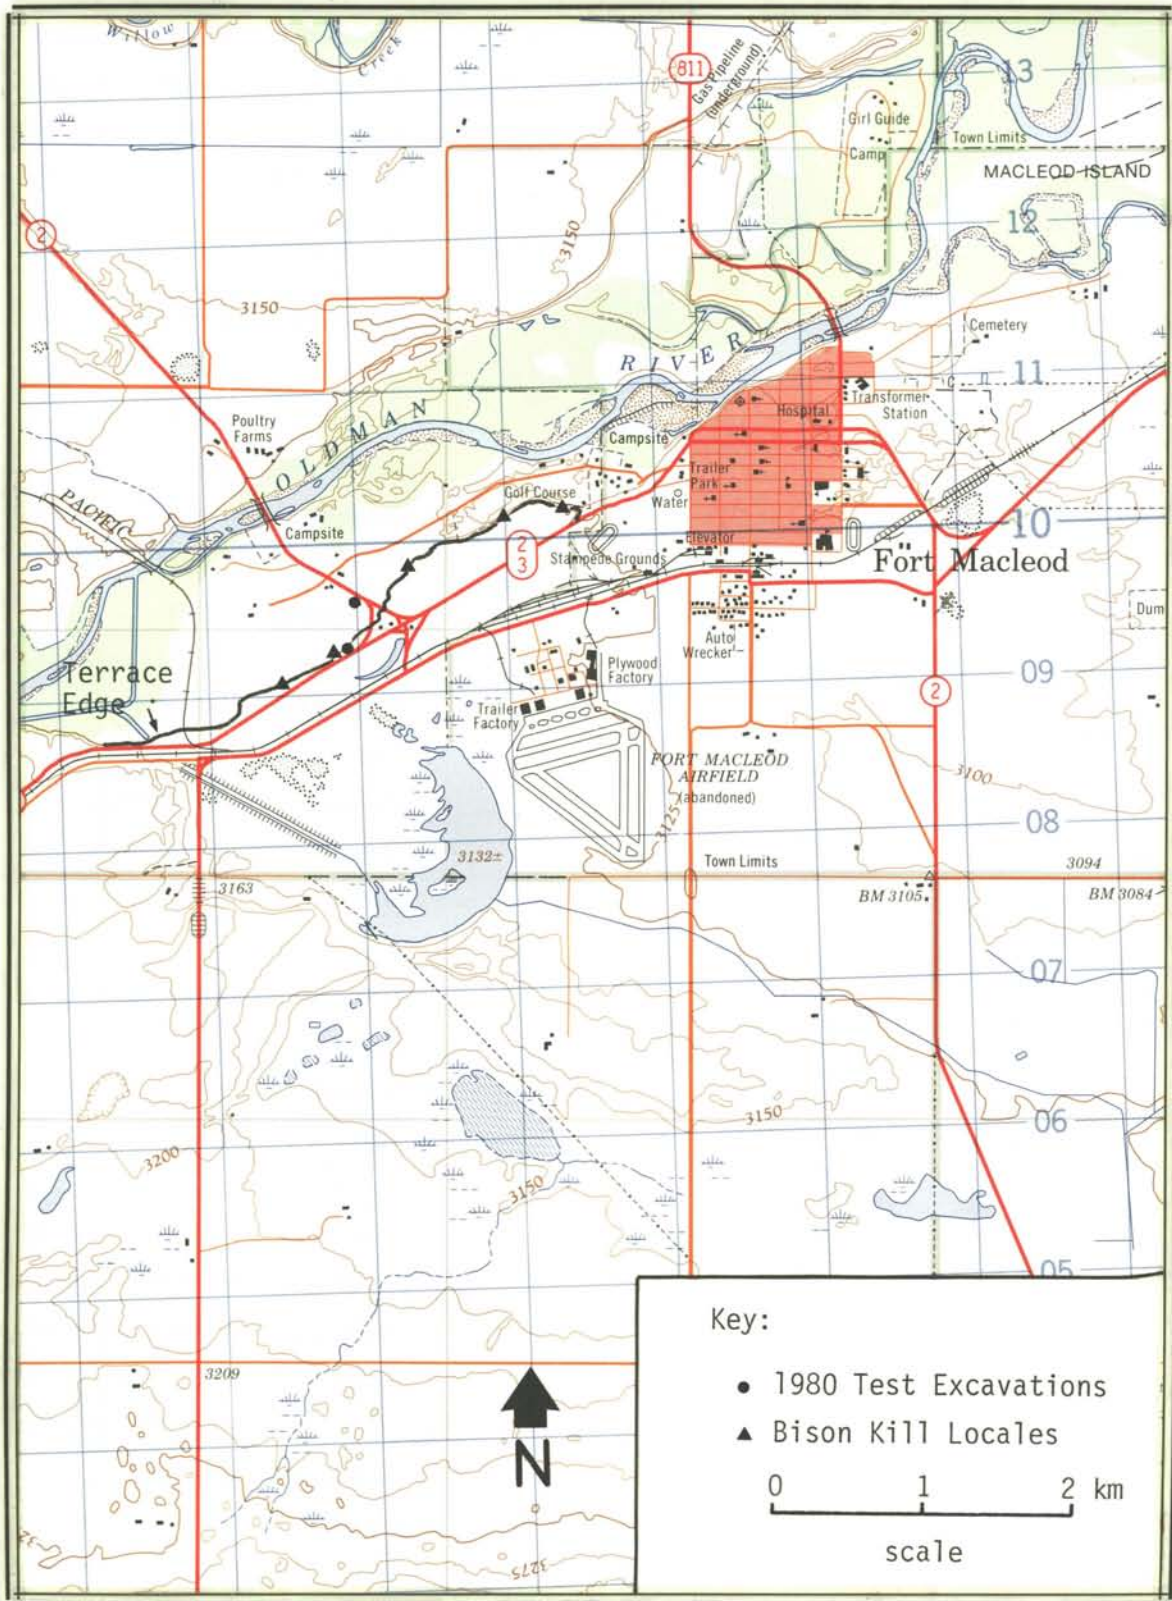 Willow
Creek
811
Gas Pipeline
(underground)
13
Girl Guide
Camp
Town Limits
MACLEOD ISLAND
12
2
3150
3150
Cemetery
RIVER
11
Hospital
Transformer
Station
Poultry
Farms
OLDMAN
Campsite
Trailer
Park
Golf Course
Water
PACIFIC
Campsite
2
3
10
Elevator
Stampede Grounds
Fort Macleod
Dum
Auto
Wrecker
Plywood
Factory
09
Terrace
Edge
2
Trailer
Factory
FORT MACLEOD
AIRFIELD
(abandoned)
3100
3125
08
3132±
Town Limits
3094
3163
BM 3105
BM 3084
07
3150
06
3200
3150
05
3209
3275
N
Key:
1980 Test Excavations
Bison Kill Locales
0 1 2 km
scale